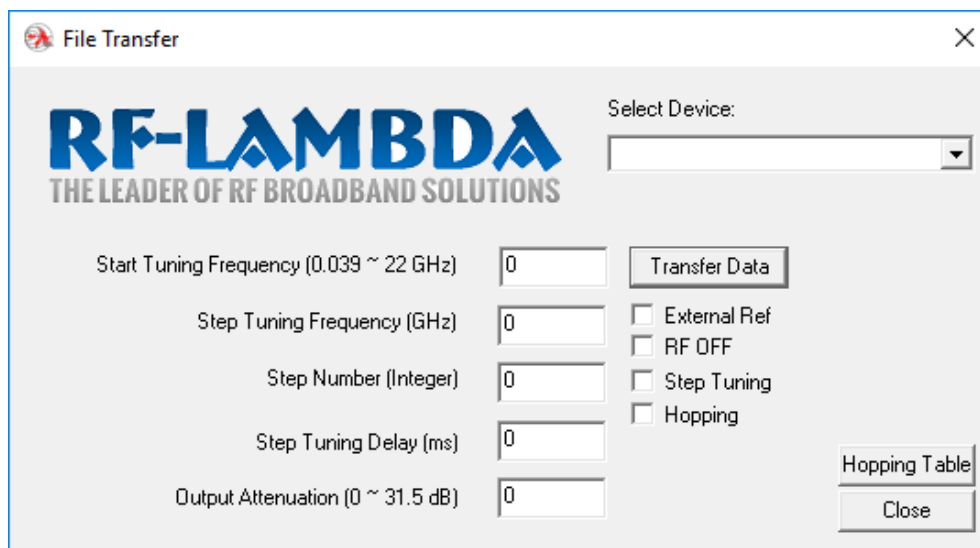 File Transfer
RF-LAMBDA
THE LEADER OF RF BROADBAND SOLUTIONS
Select Device:
Start Tuning Frequency (0.039 ~ 22 GHz) 0 Transfer Data
Step Tuning Frequency (GHz) 0 External Ref
RF OFF
Step Number (Integer) 0 Step Tuning
Hopping
Step Tuning Delay (ms) 0
Hopping Table
Output Attenuation (0 ~ 31.5 dB) 0
Close